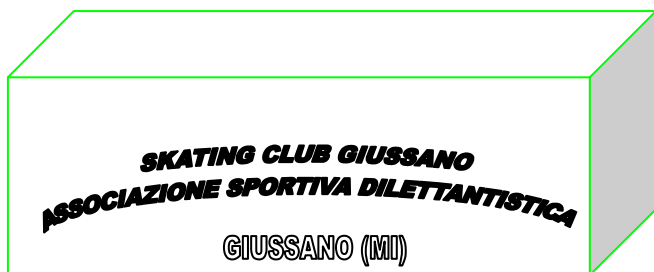 SKATING CLUB GIUSSANO
ASSOCIAZIONE SPORTIVA DILETTANTISTICA
GIUSSANO (MI)